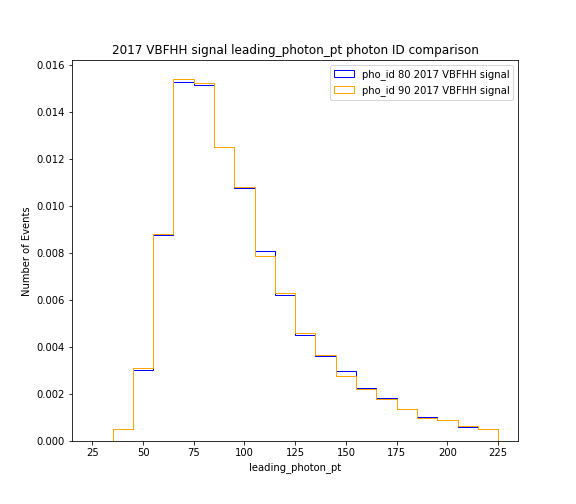 2017 VBFHH signal leading_photon_pt photon ID comparison
pho_id 80 2017 VBFHH signal
pho_id 90 2017 VBFHH signal
Number of Events
0.016
0.014
0.012
0.010
0.008
0.006
0.004
0.002
0.000
25 50 75 100 125 150 175 200 225
leading_photon_pt